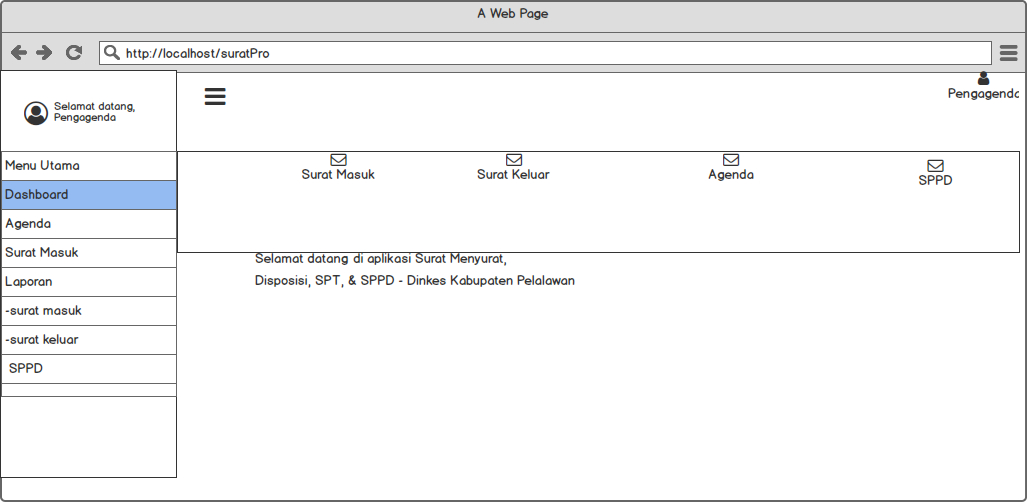 A Web Page
http://localhost/suratPro
Selamat datang,
Pengagenda
Pengagenda
Menu Utama
Dashboard
Agenda
Surat Masuk
Laporan
-surat masuk
-surat keluar
SPPD
Surat Masuk
Surat Keluar
Agenda
SPPD
Selamat datang di aplikasi Surat Menyurat,
Disposisi, SPT, & SPPD - Dinkes Kabupaten Pelalawan